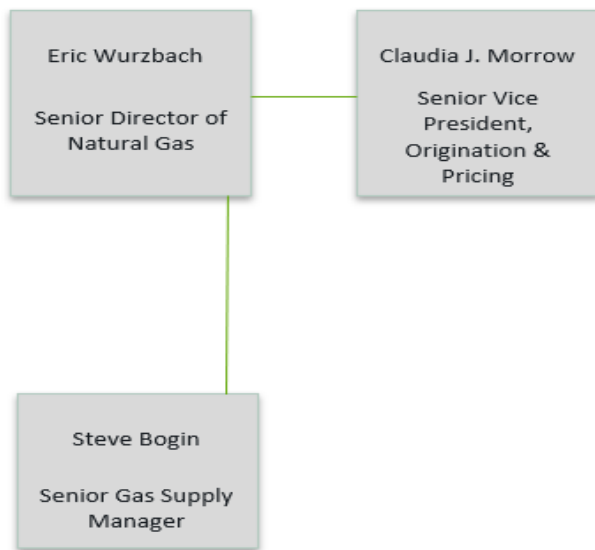 Eric Wurzbach
Senior Director of
Natural Gas
Claudia J. Morrow
Senior Vice
President,
Origination &
Pricing
Steve Bogin
Senior Gas Supply
Manager